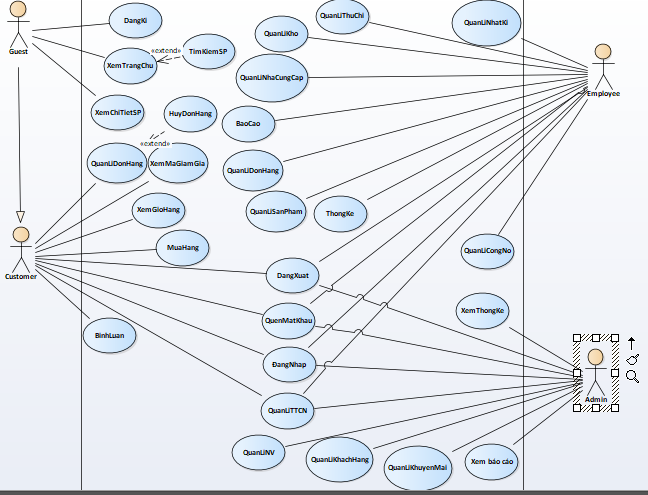 QuanLiThuChi
DangKi
QuanLiNhatKi
QuanLiKho
Guest
«extend»
TimKiemSP
XemTrangChu
QuanLiNhaCungCap
Employee
XemChiTietSP
HuyDonHang
BaoCao
«extend»
QuanLiDonHang
XemMaGiamGia
QuanLiDonHang
XemGioHang
QuanLiSanPham
ThongKe
MuaHang
QuanLiCongNo
Customer
DangXuat
XemThongKe
QuenMatKhau
BinhLuan
ĐangNhap
Admin
QuanLiTTCN
QuanLiNV
QuanLiKhachHang
QuanLiKhuyenMai
Xem báo cáo